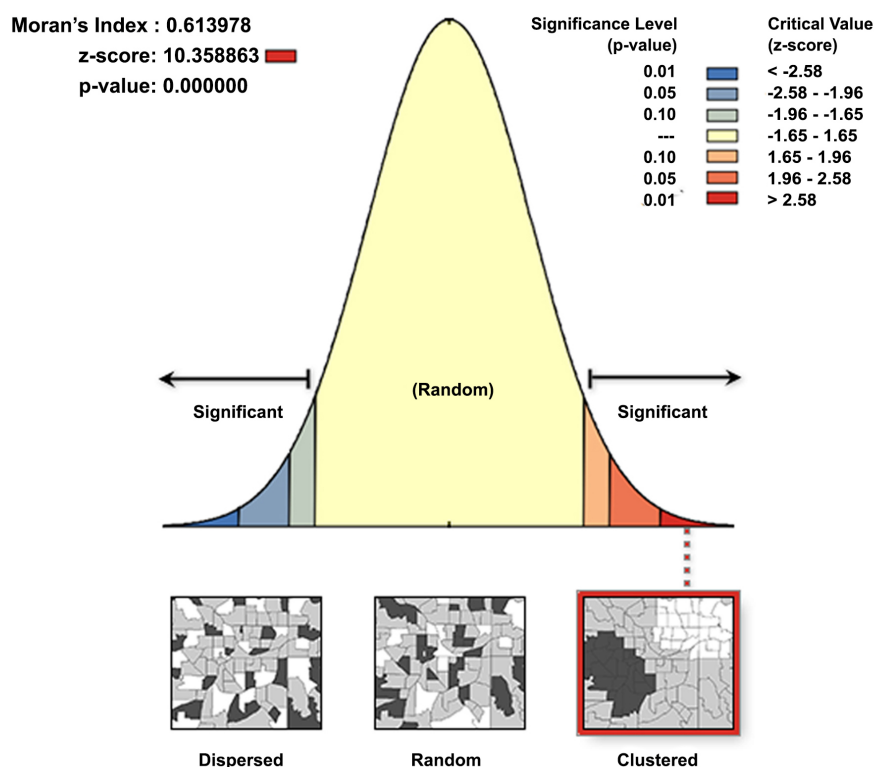 Moran’s Index : 0.613978
z-score: 10.358863
p-value: 0.000000
Significance Level (p-value)
Critical Value (z-score)
0.01 < -2.58
0.05 -2.58 - -1.96
0.10 -1.96 - -1.65
--- -1.65 - 1.65
0.10 1.65 - 1.96
0.05 1.96 - 2.58
0.01 > 2.58
(Random)
Significant
Significant
Dispersed
Random
Clustered